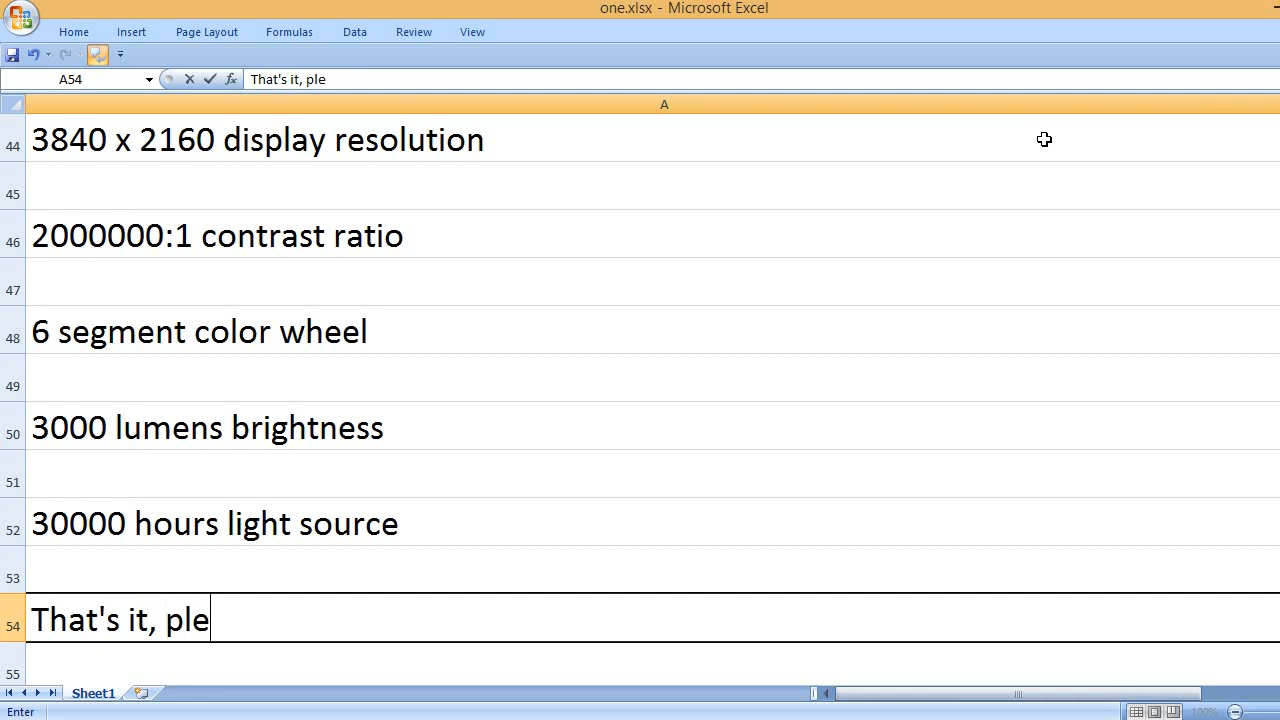 one.xlsx - Microsoft Excel
Home Insert Page Layout Formulas Data Review View
A54 fx That's it, ple
A
44 3840 x 2160 display resolution
45
46 2000000:1 contrast ratio
47
48 6 segment color wheel
49
50 3000 lumens brightness
51
52 30000 hours light source
53
54 That's it, ple
55
Sheet1
Enter 100%